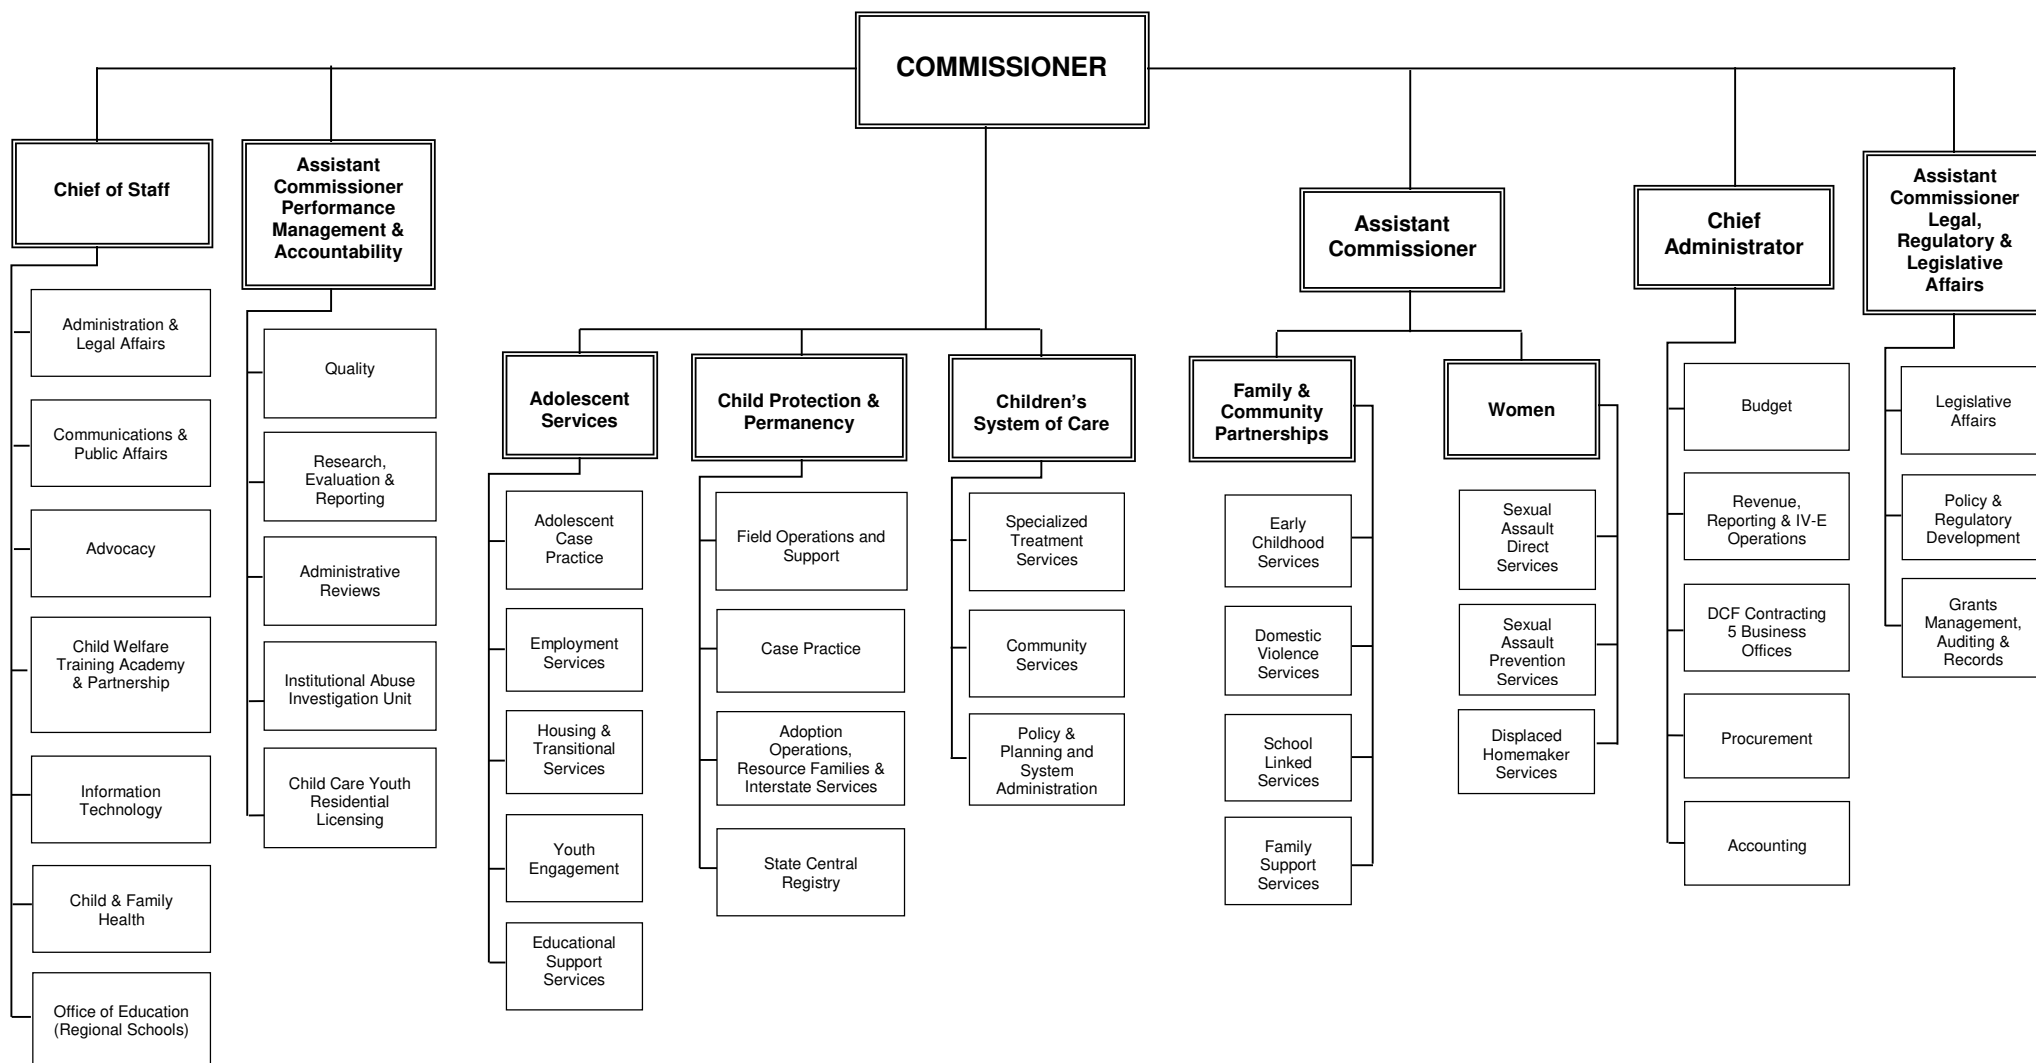 COMMISSIONER
Chief of Staff
Administration &
Legal Affairs
Communications &
Public Affairs
Advocacy
Child Welfare
Training Academy
& Partnership
Information
Technology
Child & Family
Health
Office of Education
(Regional Schools)
Assistant
Commissioner
Performance
Management &
Accountability
Quality
Research,
Evaluation &
Reporting
Administrative
Reviews
Institutional Abuse
Investigation Unit
Child Care Youth
Residential
Licensing
Adolescent
Services
Adolescent
Case
Practice
Employment
Services
Housing &
Transitional
Services
Youth
Engagement
Educational
Support
Services
Child Protection &
Permanency
Field Operations and
Support
Case Practice
Adoption
Operations,
Resource Families &
Interstate Services
State Central
Registry
Children's
System of Care
Specialized
Treatment
Services
Community
Services
Policy &
Planning and
System
Administration
Assistant
Commissioner
Family &
Community
Partnerships
Early
Childhood
Services
Domestic
Violence
Services
School
Linked
Services
Family
Support
Services
Women
Sexual
Assault
Direct
Services
Sexual
Assault
Prevention
Services
Displaced
Homemaker
Services
Chief
Administrator
Budget
Revenue,
Reporting & IV-E
Operations
DCF Contracting
5 Business
Offices
Procurement
Accounting
Assistant
Commissioner
Legal,
Regulatory &
Legislative
Affairs
Legislative
Affairs
Policy &
Regulatory
Development
Grants
Management,
Auditing &
Records